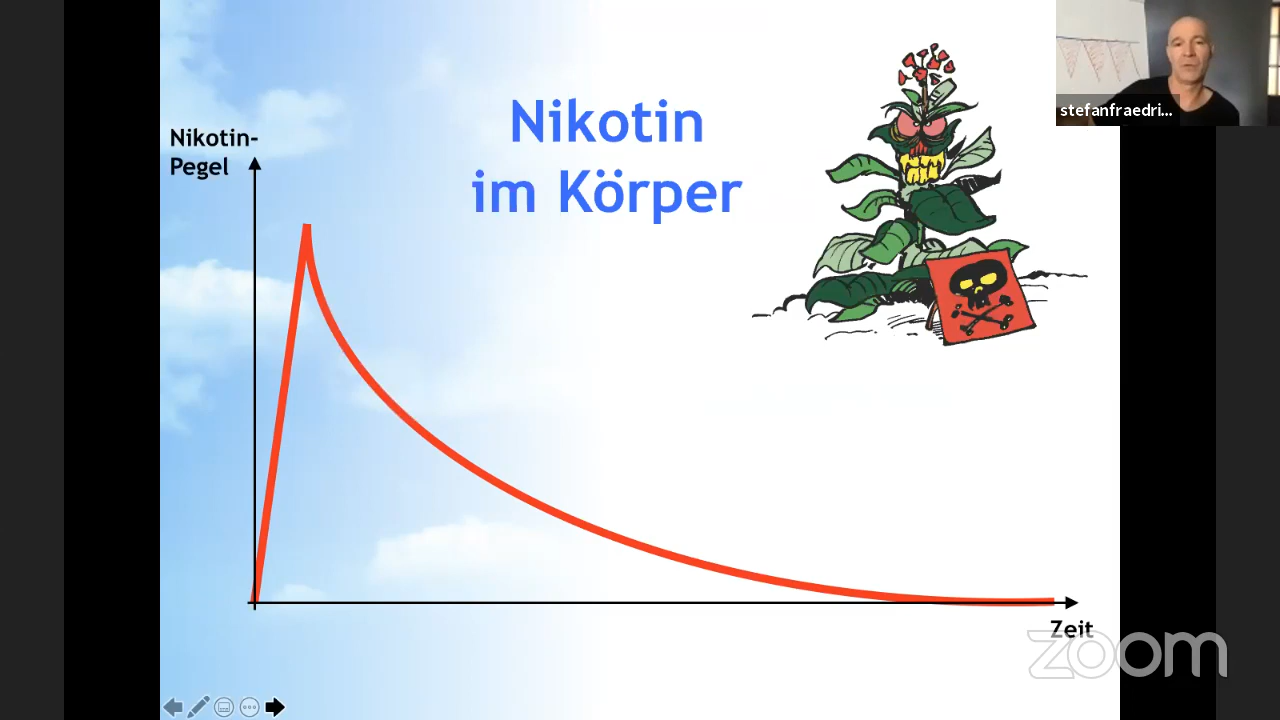 Nikotin
im Körper
Nikotin-
Pegel
stefanfraedri...
Zeit
zoom